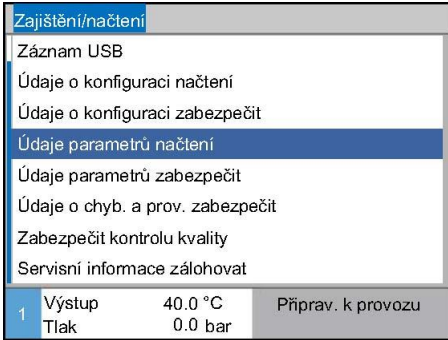 Zajištění/načtení
Záznam USB
Údaje o konfiguraci načtení
Údaje o konfiguraci zabezpečit
Údaje parametrů načtení
Údaje parametrů zabezpečit
Údaje o chyb. a prov. zabezpečit
Zabezpečit kontrolu kvality
Servisní informace zálohovat
1 Výstup 40.0 °C Připrav. k provozu
Tlak 0.0 bar